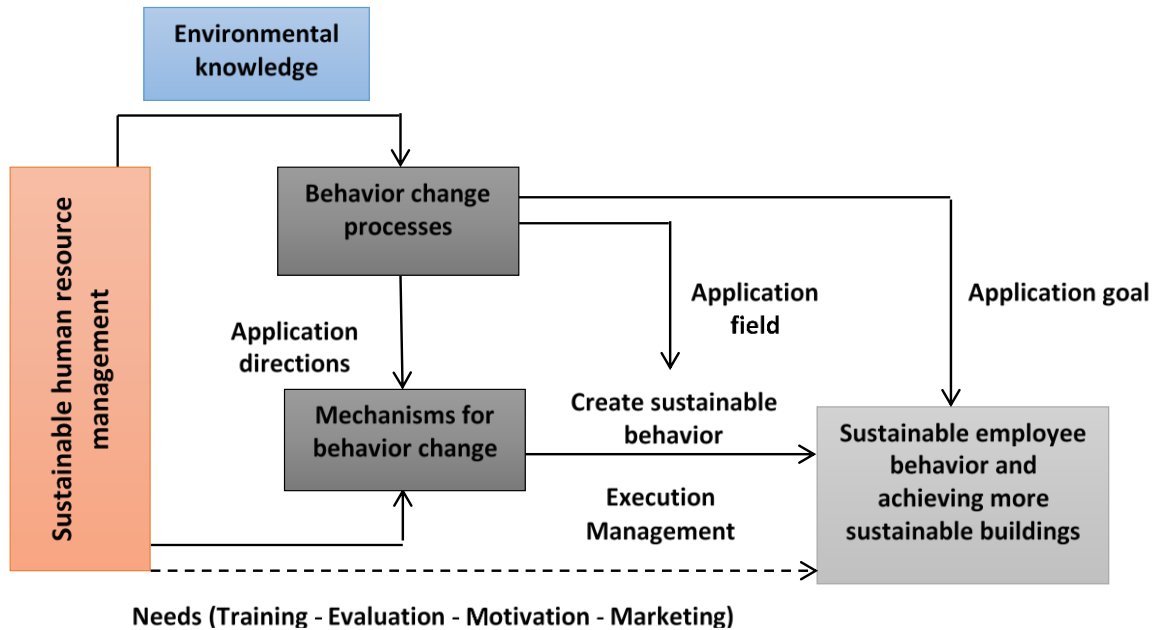 Environmental
knowledge
Sustainable human resource
management
Behavior change
processes
Application
directions
Application
field
Application goal
Mechanisms for
behavior change
Create sustainable
behavior
Execution
Management
Sustainable employee
behavior and
achieving more
sustainable buildings
Needs (Training - Evaluation - Motivation - Marketing)